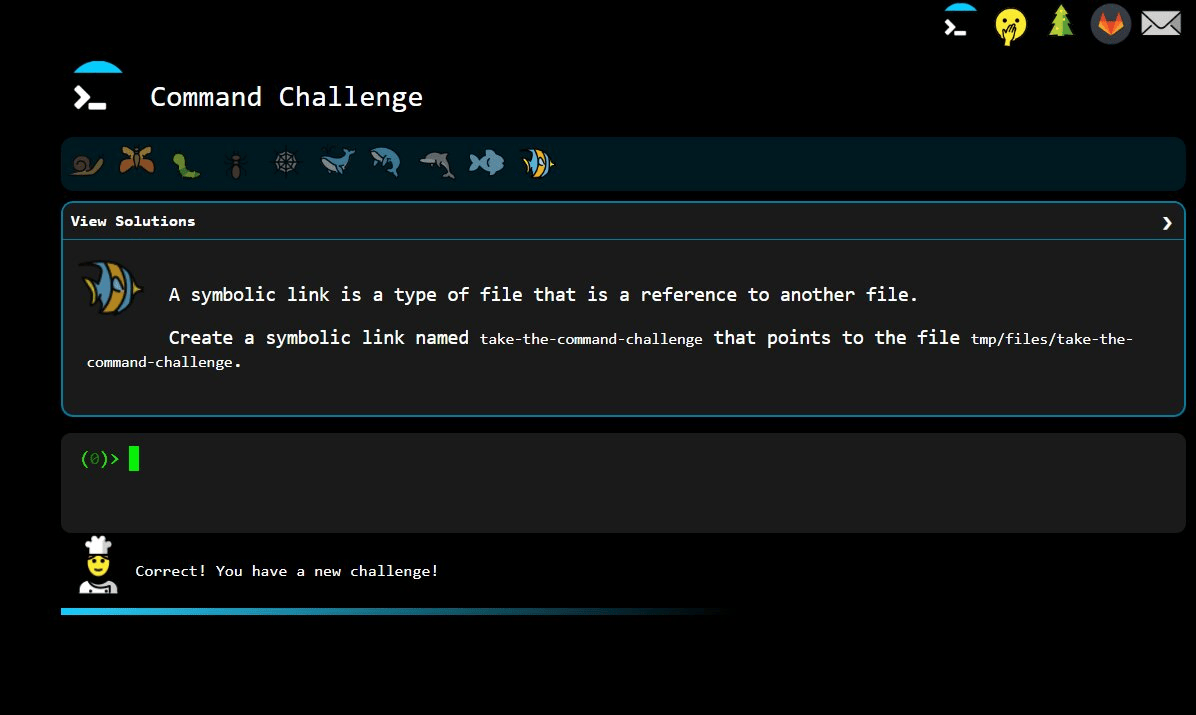 Command Challenge
View Solutions
A symbolic link is a type of file that is a reference to another file.
Create a symbolic link named take-the-command-challenge that points to the file tmp/files/take-the-
command-challenge.
(0)>
Correct! You have a new challenge!